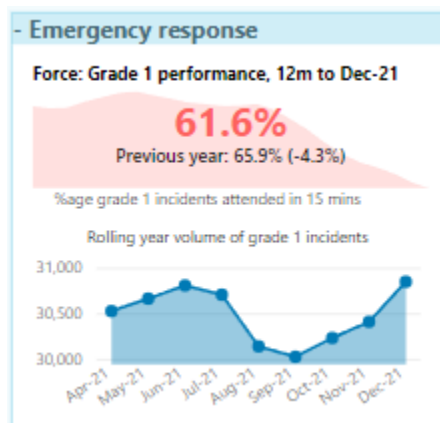 - Emergency response
Force: Grade 1 performance, 12m to Dec-21
61.6%
Previous year: 65.9% (-4.3%)
%age grade 1 incidents attended in 15 mins
Rolling year volume of grade 1 incidents
31,000
30,500
30,000
Apr-21 May-21 Jun-21 Jul-21 Aug-21 Sep-21 Oct-21 Nov-21 Dec-21